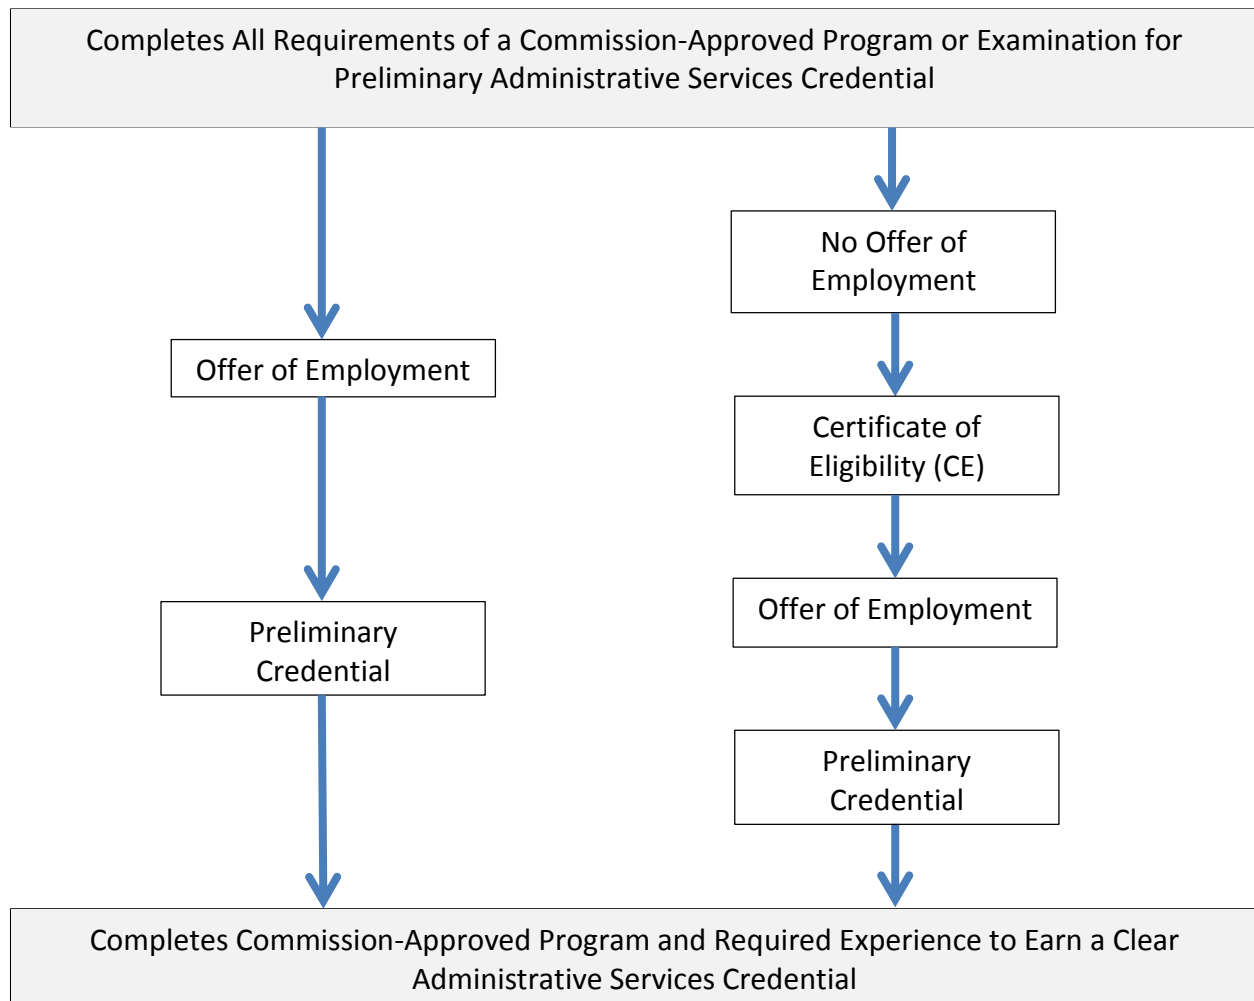 Completes All Requirements of a Commission-Approved Program or Examination for
Preliminary Administrative Services Credential
Offer of Employment
Preliminary
Credential
No Offer of
Employment
Certificate of
Eligibility (CE)
Offer of Employment
Preliminary
Credential
Completes Commission-Approved Program and Required Experience to Earn a Clear
Administrative Services Credential